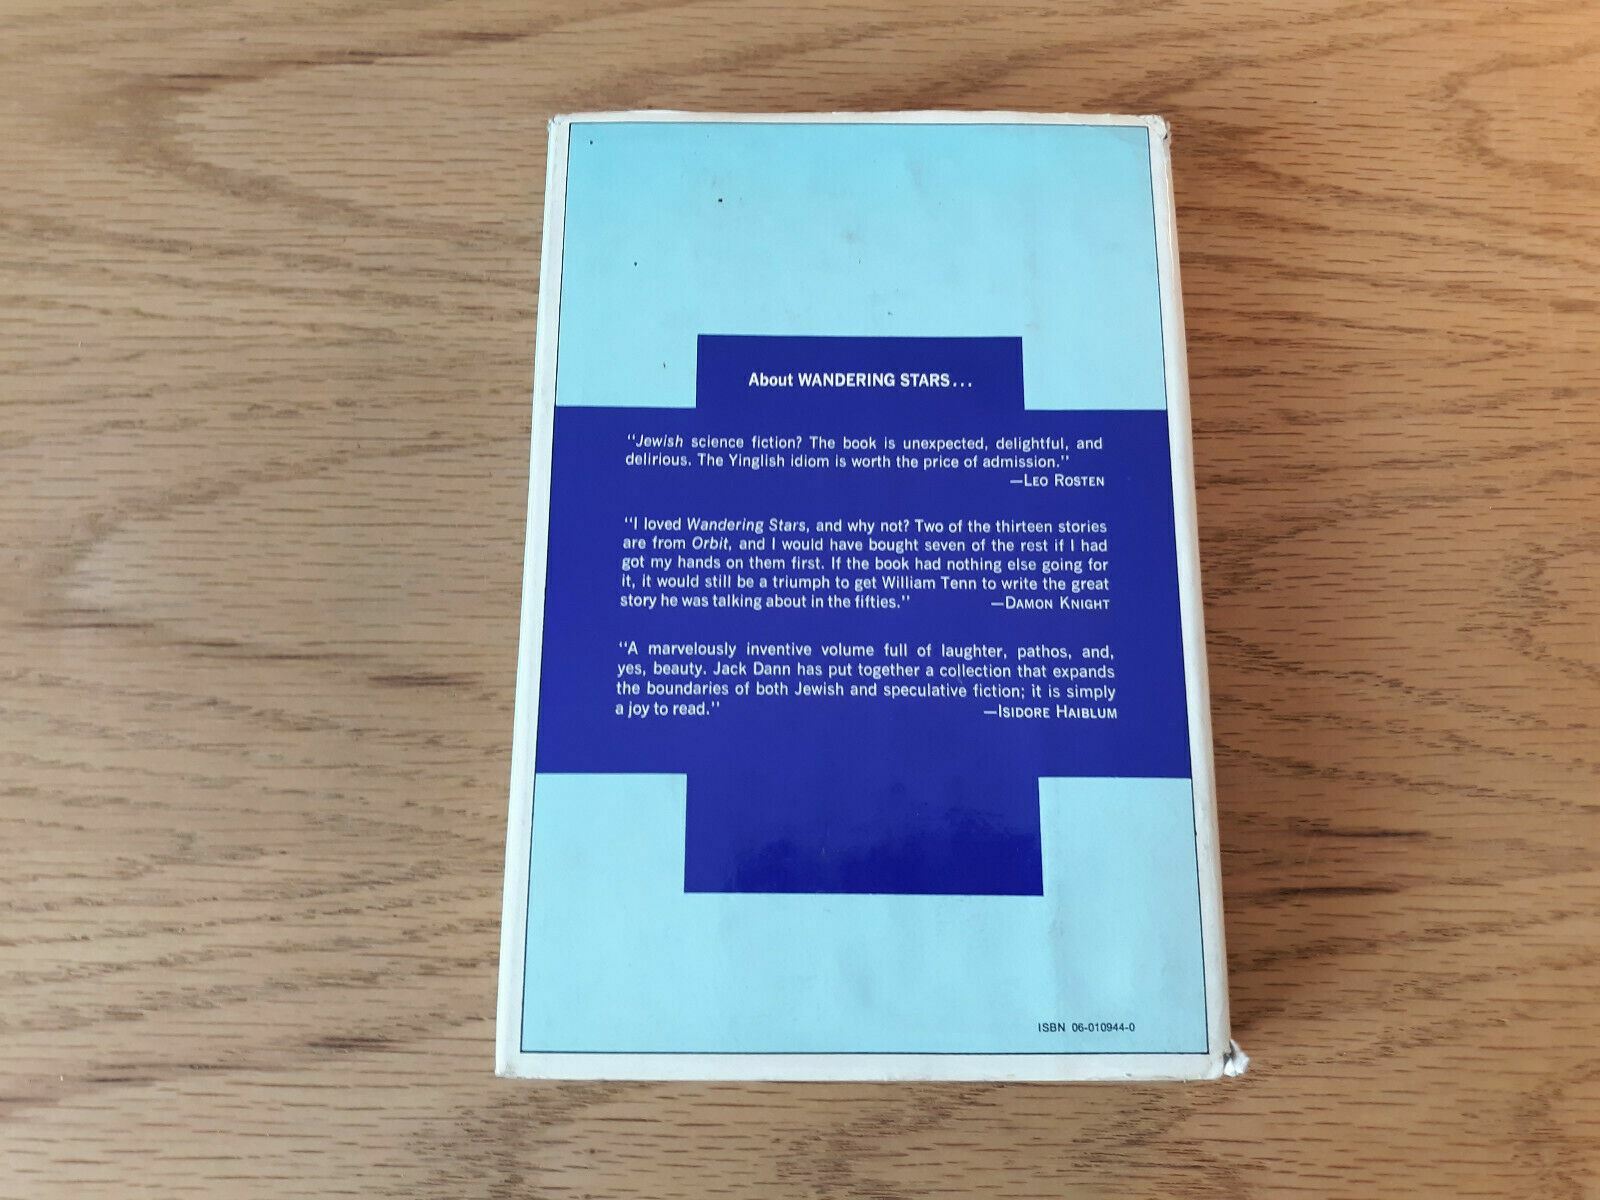 About WANDERING STARS...
"Jewish science fiction? The book is unexpected, delightful, and
delirious. The Yinglish idiom is worth the price of admission."
—LEO ROSTEN
"I loved Wandering Stars, and why not? Two of the thirteen stories
are from Orbit, and I would have bought seven of the rest if I had
got my hands on them first. If the book had nothing else going for
it, it would still be a triumph to get William Tenn to write the great
story he was talking about in the fifties." —DAMON KNIGHT
"A marvelously inventive volume full of laughter, pathos, and,
yes, beauty. Jack Dann has put together a collection that expands
the boundaries of both Jewish and speculative fiction; it is simply
a joy to read." —ISIDORE HAIBLUM
ISBN 06-010944-0